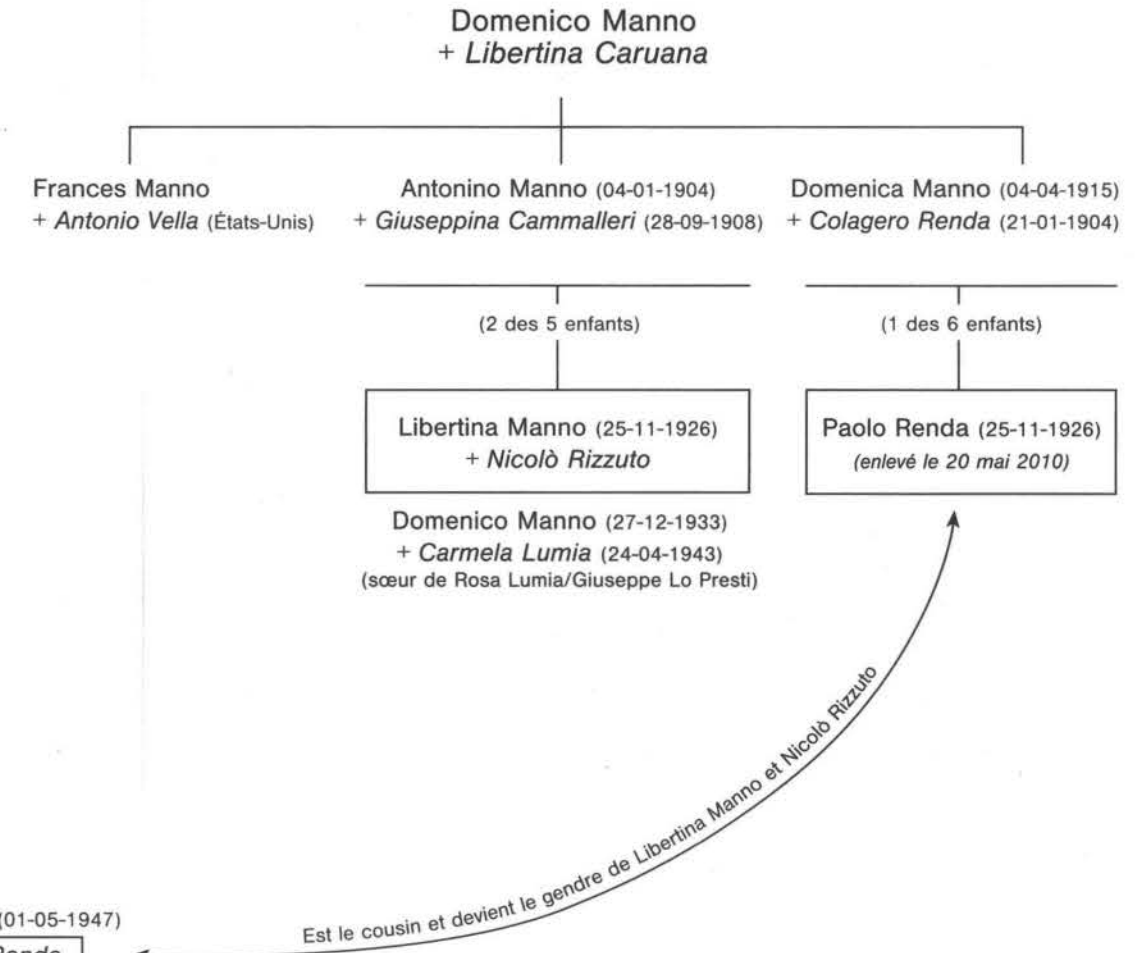 Domenico Manno
+ Libertina Caruana
Frances Manno
+ Antonio Vella (États-Unis)
Antonino Manno (04-01-1904)
+ Giuseppina Cammalleri (28-09-1908)
Domenica Manno (04-04-1915)
+ Colagero Renda (21-01-1904)
(2 des 5 enfants)
(1 des 6 enfants)
Libertina Manno (25-11-1926)
+ Nicolò Rizzuto
Paolo Renda (25-11-1926)
(enlevé le 20 mai 2010)
Domenico Manno (27-12-1933)
+ Carmela Lumia (24-04-1943)
(sœur de Rosa Lumia/Giuseppe Lo Presti)
Est le cousin et devient le gendre de Libertina Manno et Nicolò Rizzuto
(01-05-1947)